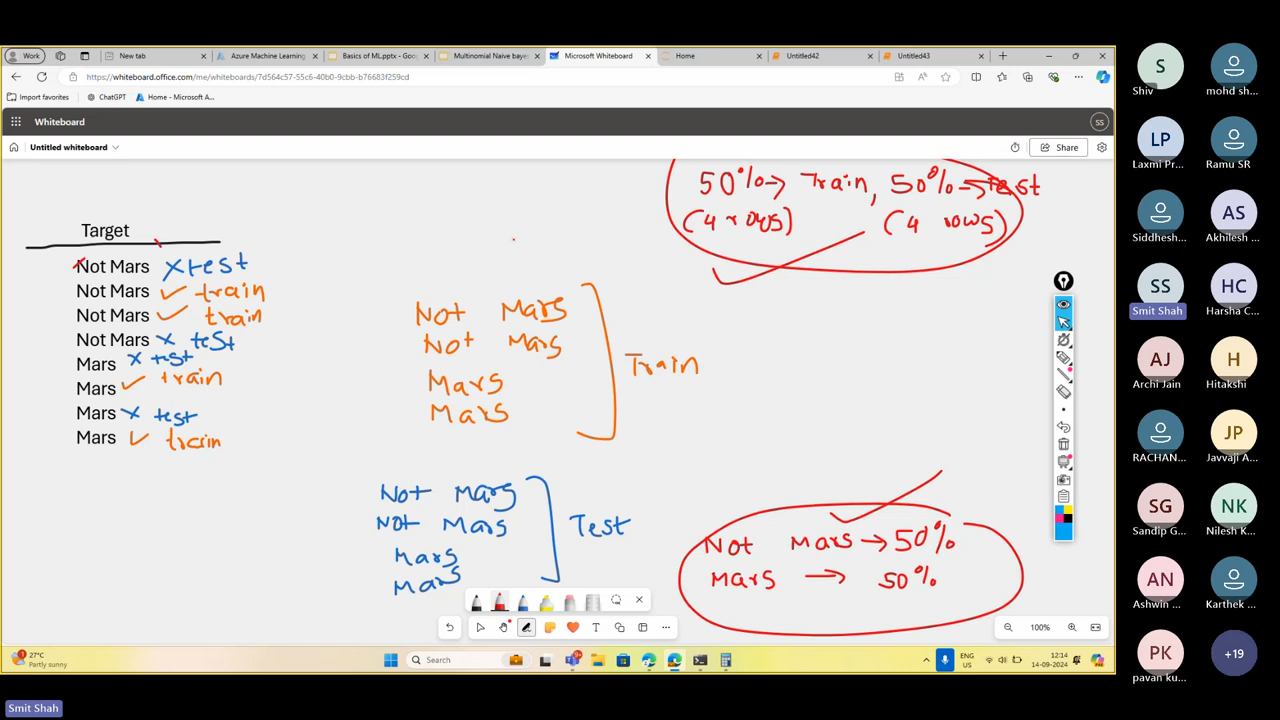 Work
New tab
Azure Machine Learning
Basics of ML.pptx - Goo
Multinomial Naive bayes
Microsoft Whiteboard
Home
Untitled42
Untitled43
https://whiteboard.office.com/me/whiteboards/7d564c57-55c6-40b0-9cbb-b76683f259cd
Import favorites
ChatGPT
Home - Microsoft A...
Whiteboard
SS
Untitled whiteboard
Share
50% → Train, 50% → test
(4 rows) (4 rows)
Target
Not Mars x test
Not Mars ✓ train
Not Mars ✓ train
Not Mars x test
Mars x test
Mars ✓ train
Mars x test
Mars ✓ train
Not Mars
Not Mars
Mars
Mars
Train
Not Mars
Not Mars
Mars
Mars
Test
Not Mars → 50%
Mars → 50%
100%
27°C
Partly sunny
Search
ENG
US
12:14
14-09-2024
S
Shiv
mohd sh...
LP
Laxmi Pr...
Ramu SR
Siddhesh...
AS
Akhilesh ...
SS
Smit Shah
HC
Harsha C...
AJ
Archi Jain
H
Hitakshi
RACHAN...
JP
Javvaji A...
SG
Sandip G...
NK
Nilesh K...
AN
Ashwin ...
Karthek ...
PK
pavan ku...
+19
Smit Shah